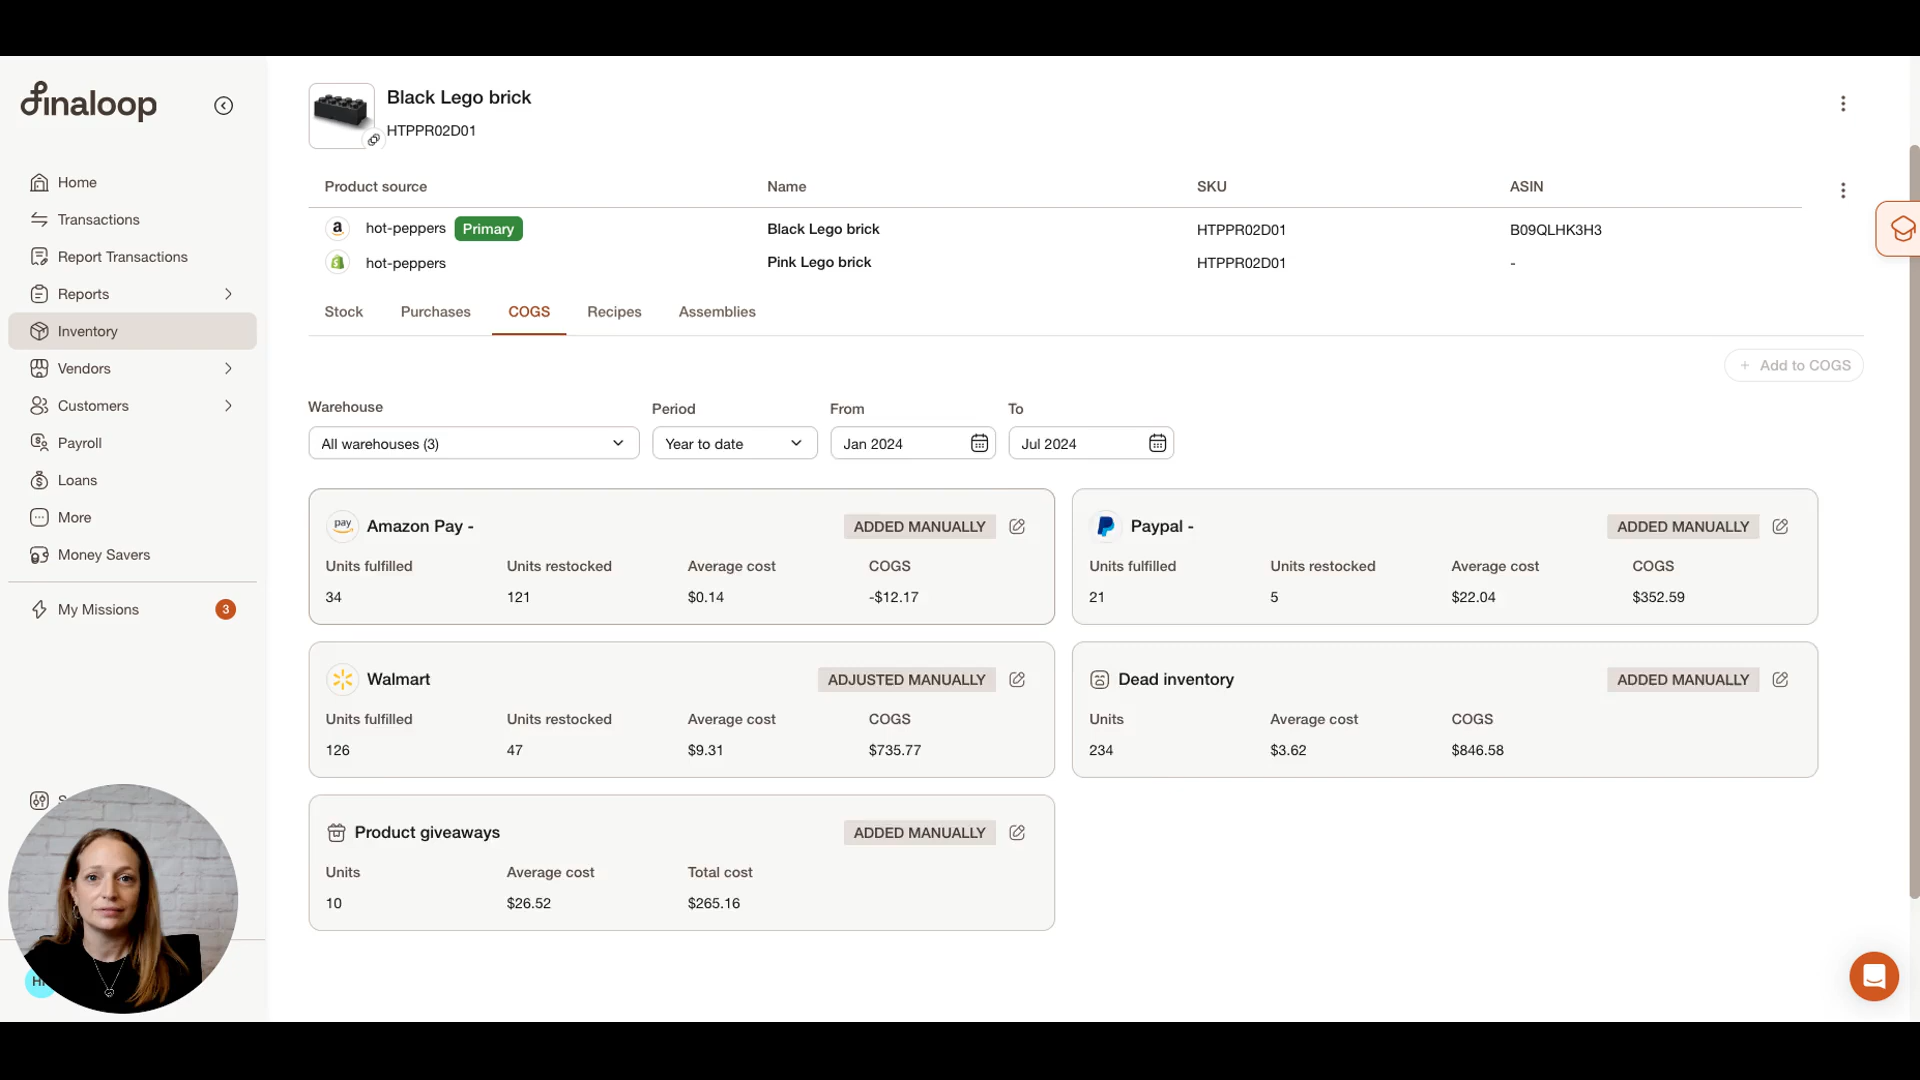 finaloop
Home
Transactions
Report Transactions
Reports
Inventory
Vendors
Customers
Payroll
Loans
More
Money Savers
My Missions 3
Black Lego brick
HTPPR02D01
Product source Name SKU ASIN
a hot-peppers Primary Black Lego brick HTPPR02D01 B09QLHK3H3
hot-peppers Pink Lego brick HTPPR02D01 -
Stock Purchases COGS Recipes Assemblies
+ Add to COGS
Warehouse Period From To
All warehouses (3) Year to date Jan 2024 Jul 2024
pay Amazon Pay - ADDED MANUALLY
Units fulfilled Units restocked Average cost COGS
34 121 $0.14 -$12.17
Paypal - ADDED MANUALLY
Units fulfilled Units restocked Average cost COGS
21 5 $22.04 $352.59
Walmart ADJUSTED MANUALLY
Units fulfilled Units restocked Average cost COGS
126 47 $9.31 $735.77
Dead inventory ADDED MANUALLY
Units Average cost COGS
234 $3.62 $846.58
Product giveaways ADDED MANUALLY
Units Average cost Total cost
10 $26.52 $265.16